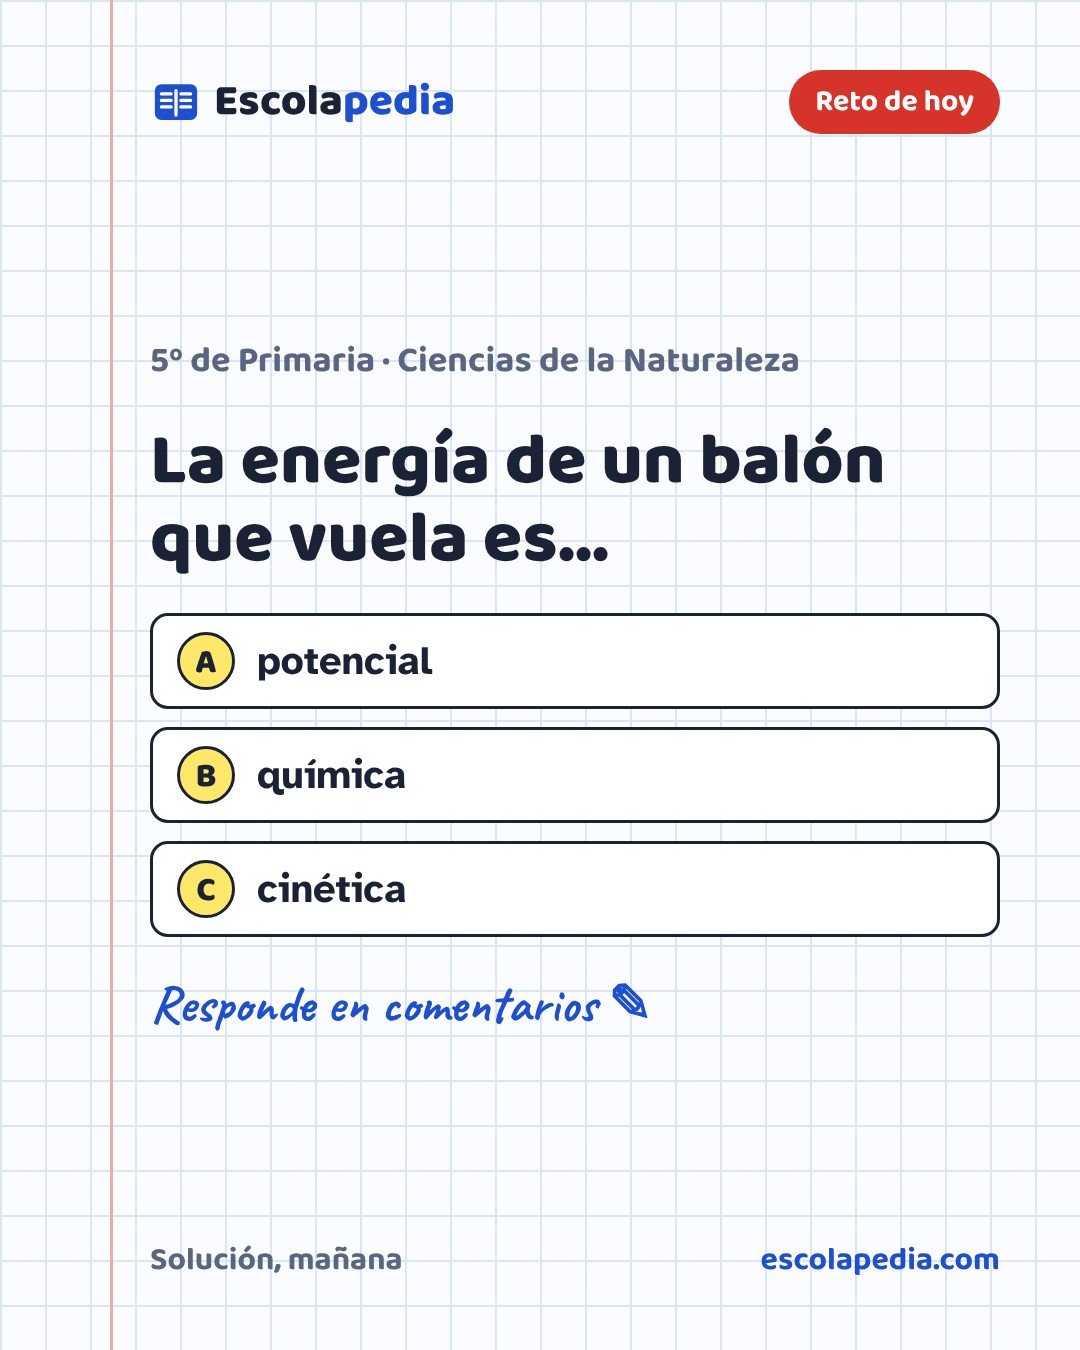 Escolapedia
Reto de hoy
5º de Primaria · Ciencias de la Naturaleza
La energía de un balón
que vuela es...
A potencial
B química
C cinética
Responde en comentarios ✎
Solución, mañana
escolapedia.com